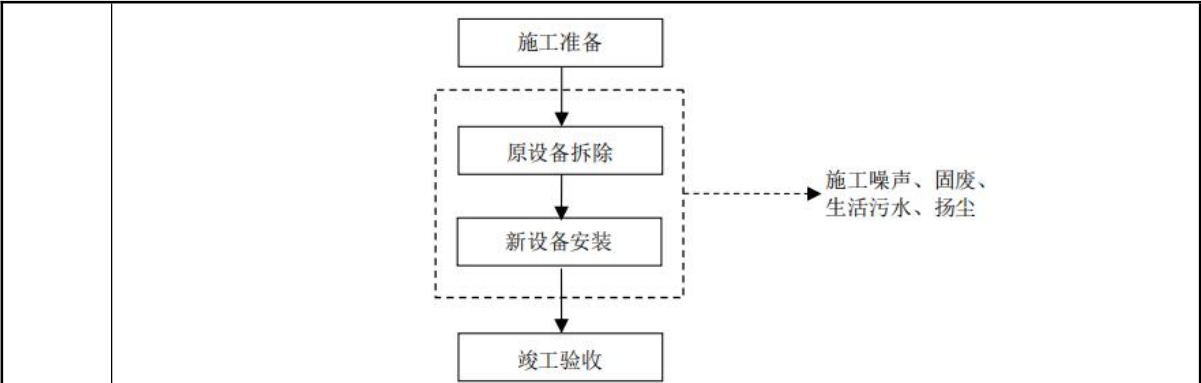 施工准备
原设备拆除
施工噪声、固废、
生活污水、扬尘
新设备安装
竣工验收